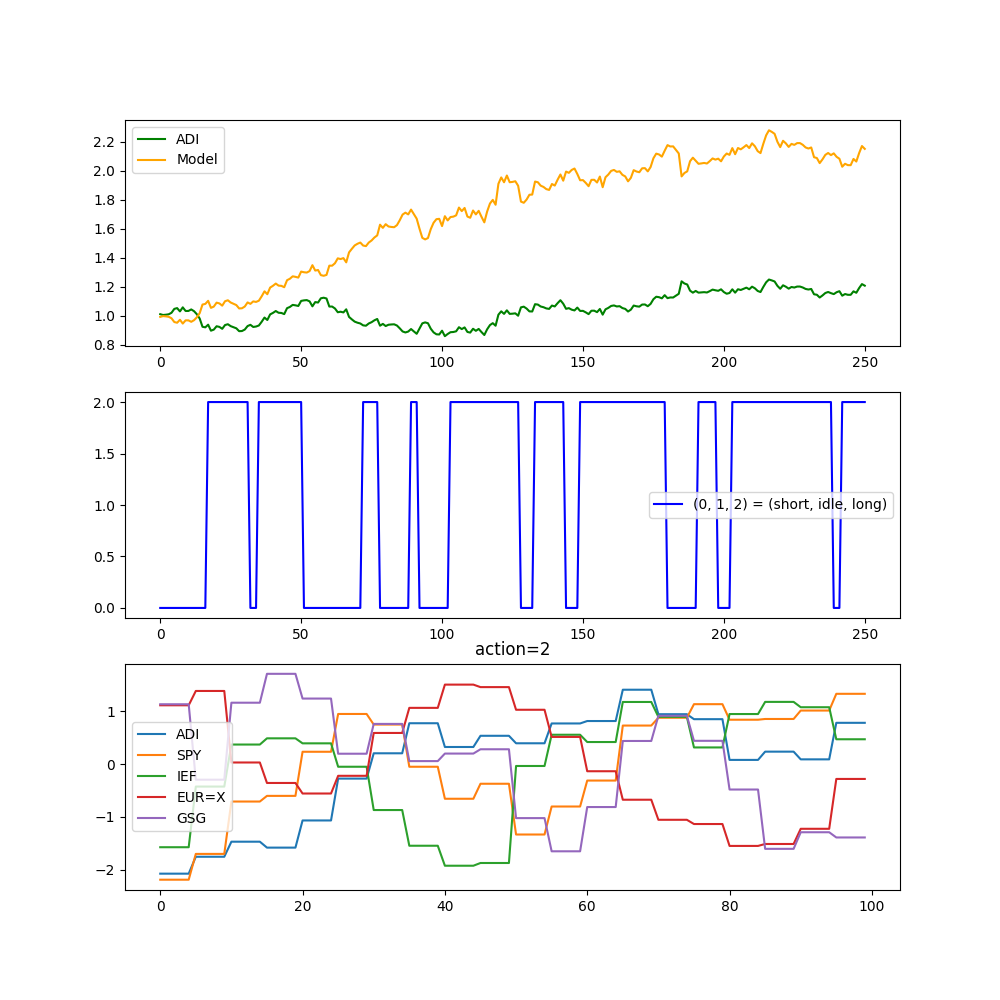 ADI
Model
2.2
2.0
1.8
1.6
1.4
1.2
1.0
0.8
0 50 100 150 200 250
2.0
1.5
1.0
0.5
0.0
(0, 1, 2) = (short, idle, long)
0 50 100 150 200 250
action=2
1
0
−1
−2
ADI
SPY
IEF
EUR=X
GSG
0 20 40 60 80 100